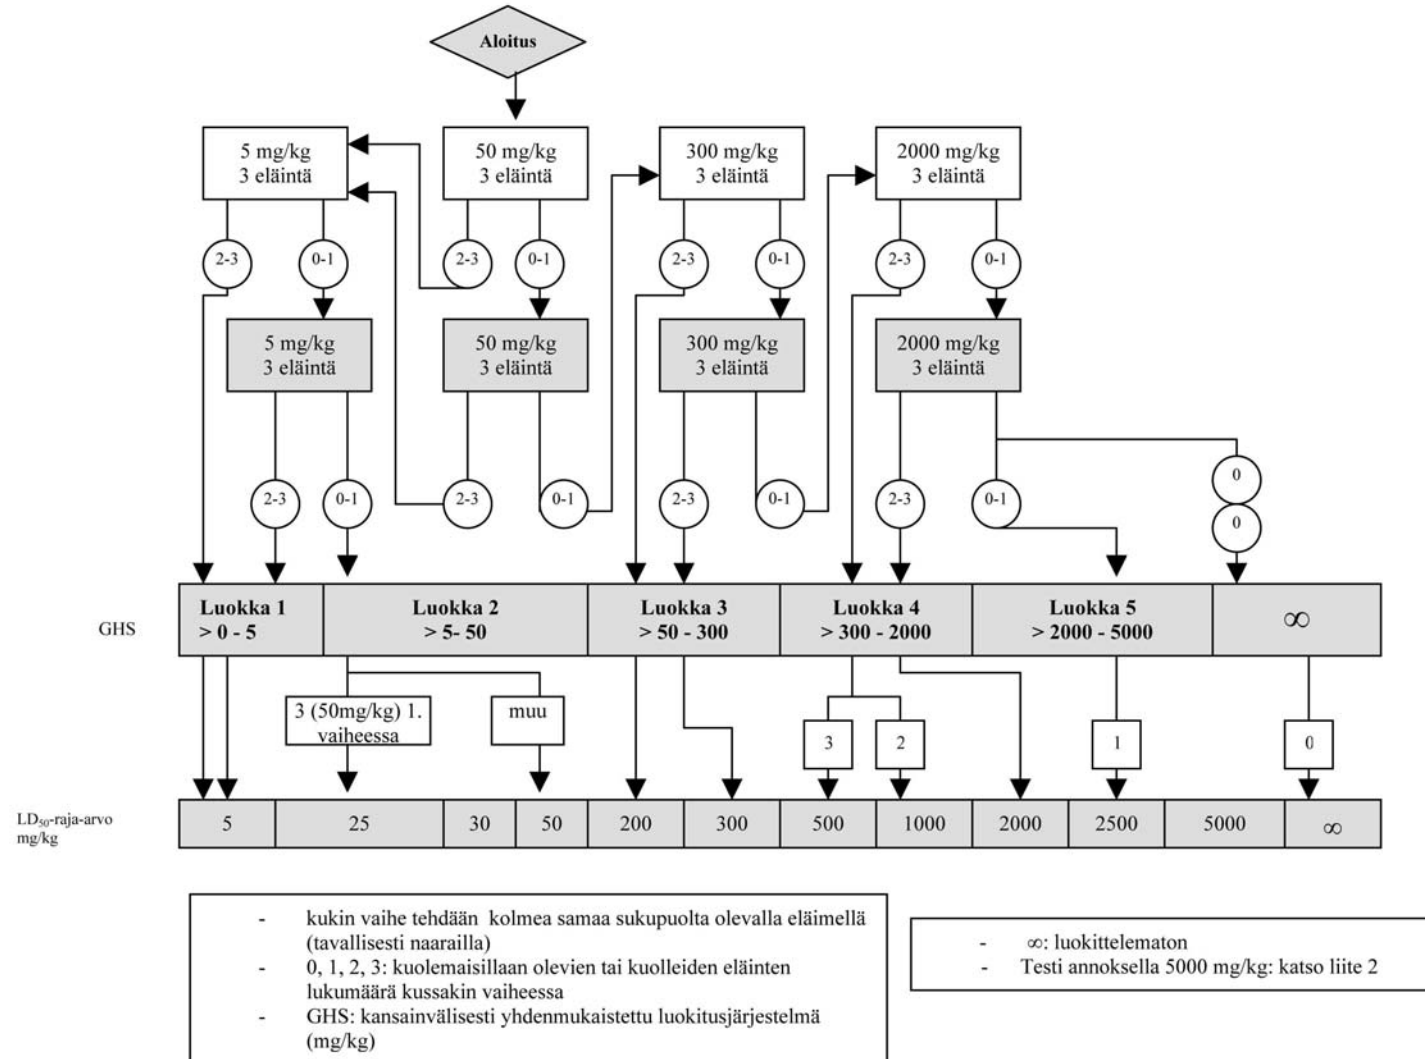 Aloitus
5 mg/kg
3 eläintä
50 mg/kg
3 eläintä
300 mg/kg
3 eläintä
2000 mg/kg
3 eläintä
2-3
0-1
2-3
0-1
2-3
0-1
2-3
0-1
5 mg/kg
3 eläintä
50 mg/kg
3 eläintä
300 mg/kg
3 eläintä
2000 mg/kg
3 eläintä
0
2-3
0-1
2-3
0-1
2-3
0-1
2-3
0-1
0
GHS
Luokka 1
> 0 - 5
Luokka 2
> 5- 50
Luokka 3
> 50 - 300
Luokka 4
> 300 - 2000
Luokka 5
> 2000 - 5000
∞
3 (50mg/kg) 1.
vaiheessa
muu
3
2
1
0
LD₅₀-raja-arvo
mg/kg
5
25
30
50
200
300
500
1000
2000
2500
5000
∞
- kukin vaihe tehdään kolmea samaa sukupuolta olevalla eläimellä
(tavallisesti naarailla)
- 0, 1, 2, 3: kuolemaisillaan olevien tai kuolleiden eläinten
lukumäärä kussakin vaiheessa
- GHS: kansainvälisesti yhdenmukaistettu luokitusjärjestelmä
(mg/kg)
- ∞: luokittelematon
- Testi annoksella 5000 mg/kg: katso liite 2